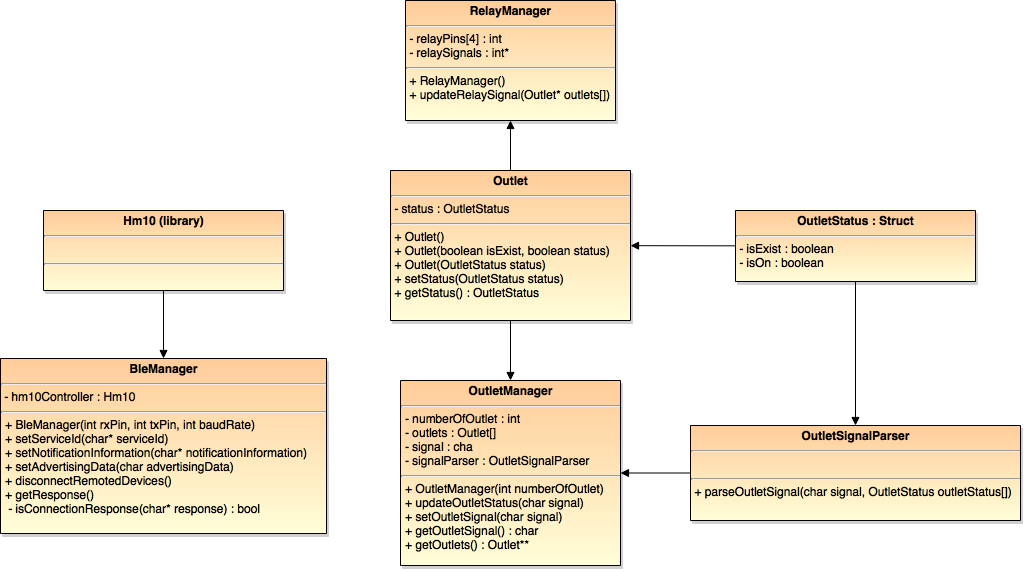 RelayManager
- relayPins[4] : int
- relaySignals : int*
+ RelayManager()
+ updateRelaySignal(Outlet* outlets[])
Outlet
- status : OutletStatus
+ Outlet()
+ Outlet(boolean isExist, boolean status)
+ Outlet(OutletStatus status)
+ setStatus(OutletStatus status)
+ getStatus() : OutletStatus
Hm10 (library)
OutletStatus : Struct
- isExist : boolean
- isOn : boolean
BleManager
- hm10Controller : Hm10
+ BleManager(int rxPin, int txPin, int baudRate)
+ setServiceId(char* serviceId)
+ setNotificationInformation(char* notificationInformation)
+ setAdvertisingData(char advertisingData)
+ disconnectRemotedDevices()
+ getResponse()
- isConnectionResponse(char* response) : bool
OutletManager
- numberOfOutlet : int
- outlets : Outlet[]
- signal : cha
- signalParser : OutletSignalParser
+ OutletManager(int numberOfOutlet)
+ updateOutletStatus(char signal)
+ setOutletSignal(char signal)
+ getOutletSignal() : char
+ getOutlets() : Outlet**
OutletSignalParser
+ parseOutletSignal(char signal, OutletStatus outletStatus[])